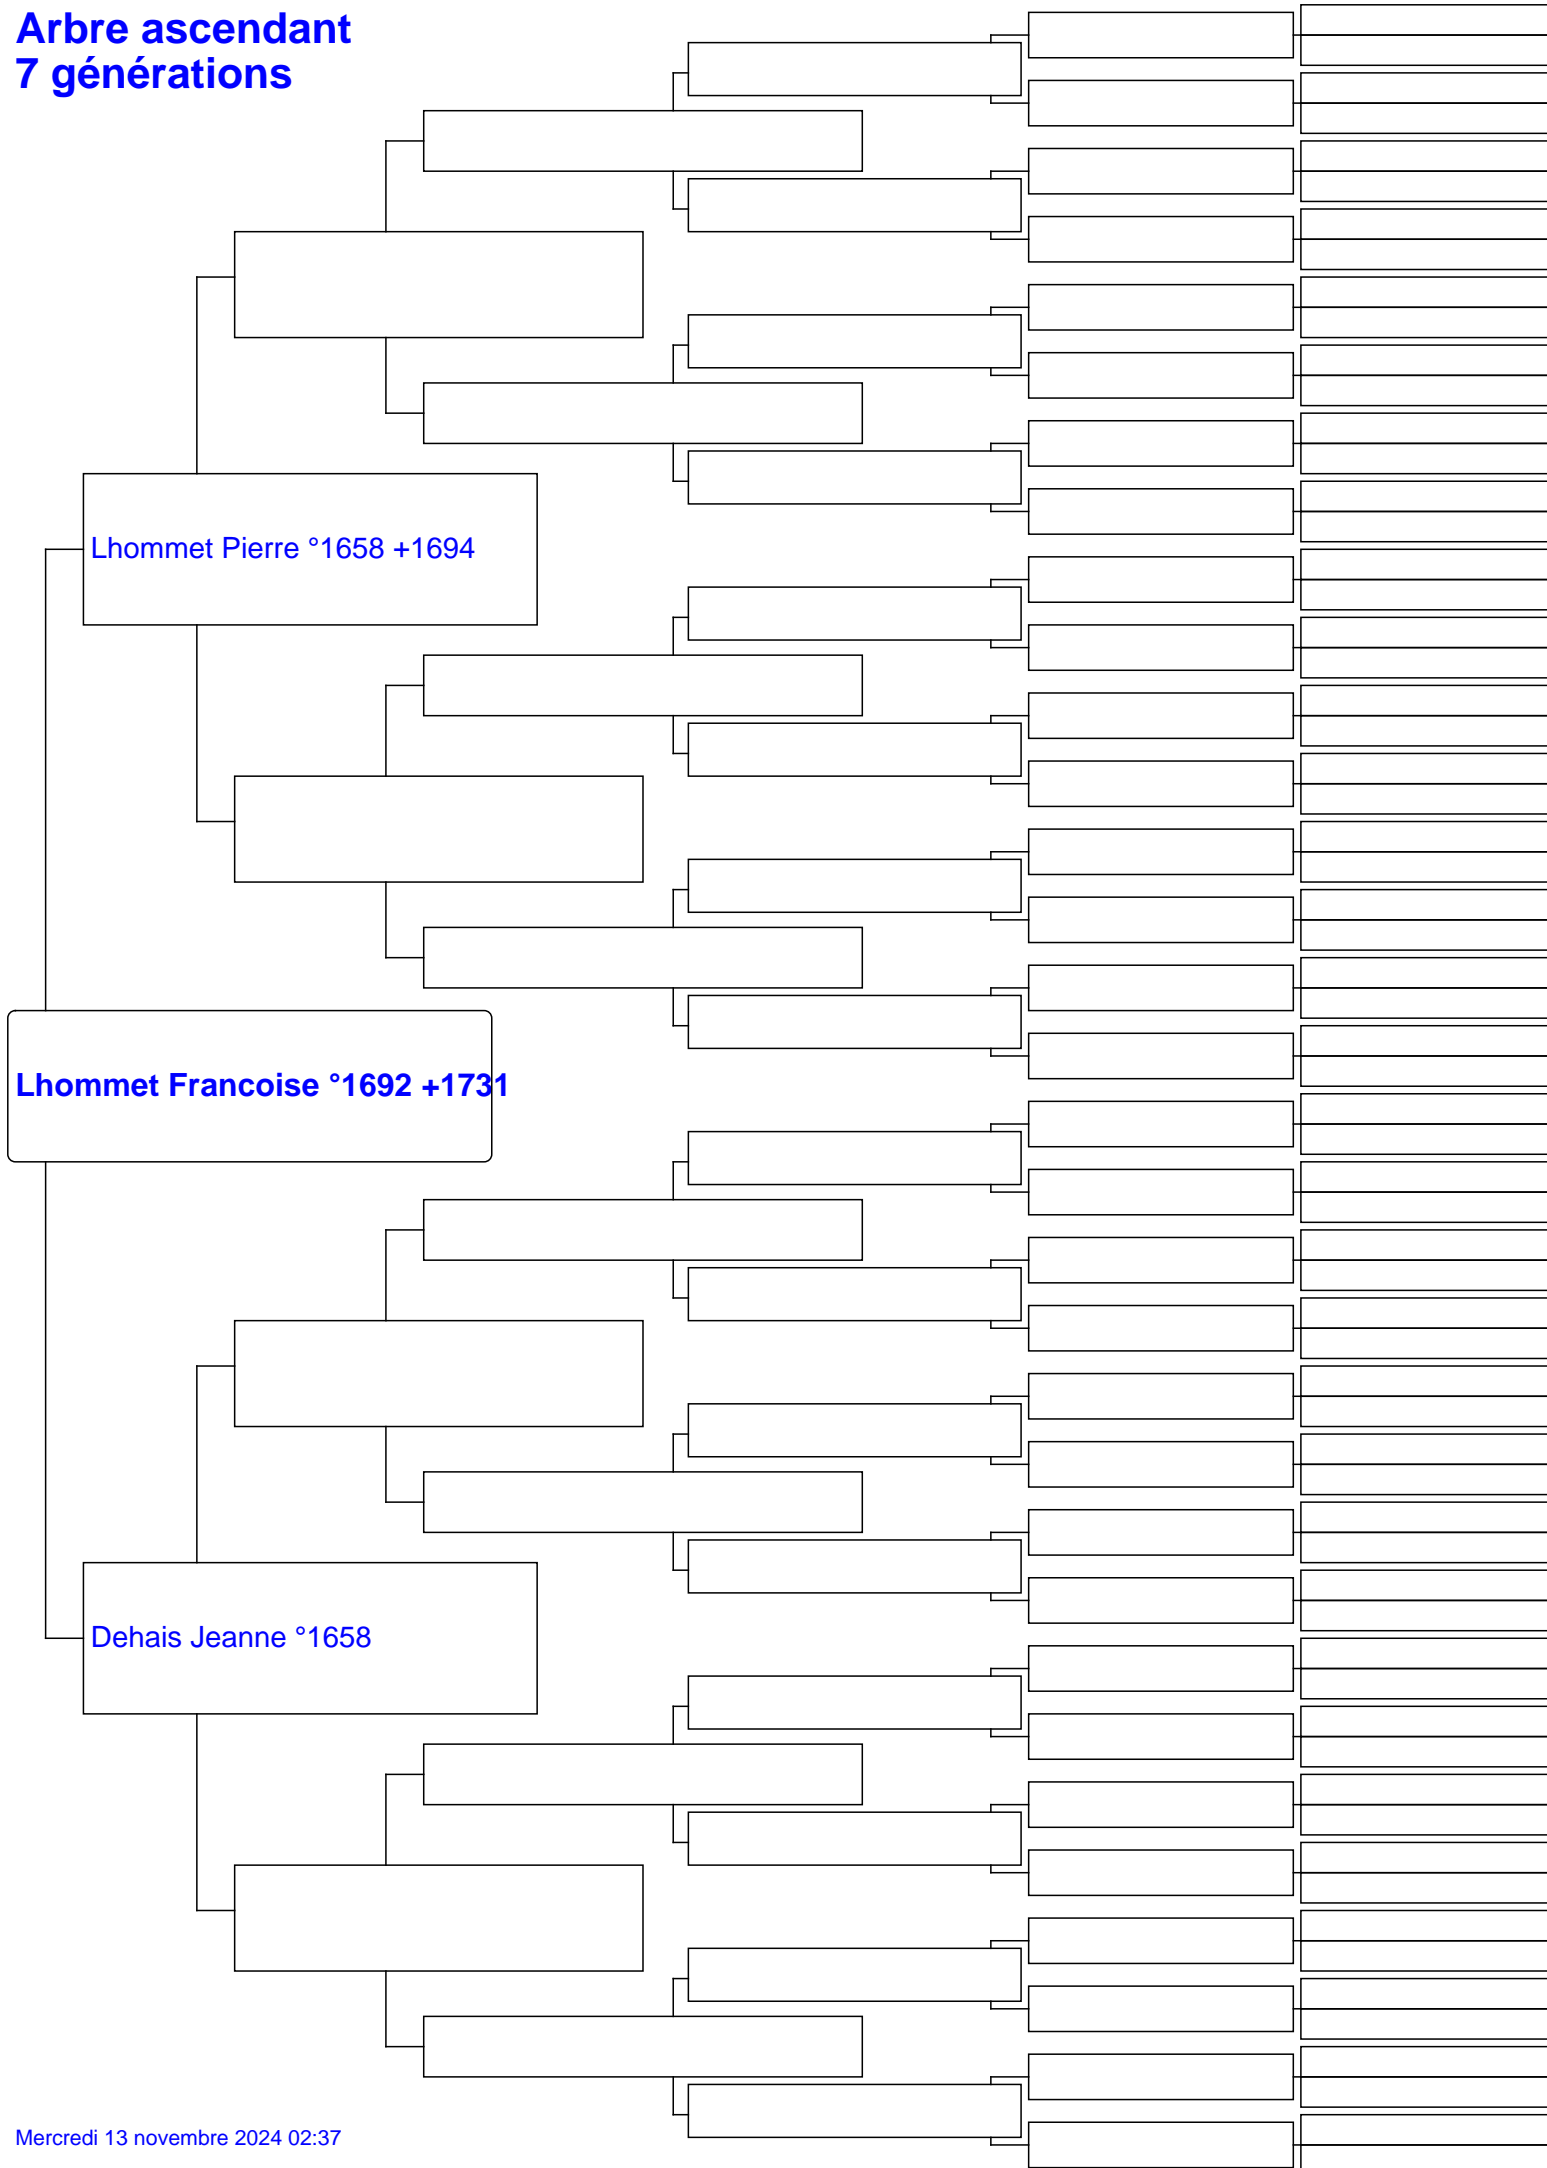 Arbre ascendant
7 générations
Lhommet Pierre °1658 +1694
Lhommet Francoise °1692 +1731
Dehais Jeanne °1658
Mercredi 13 novembre 2024 02:37